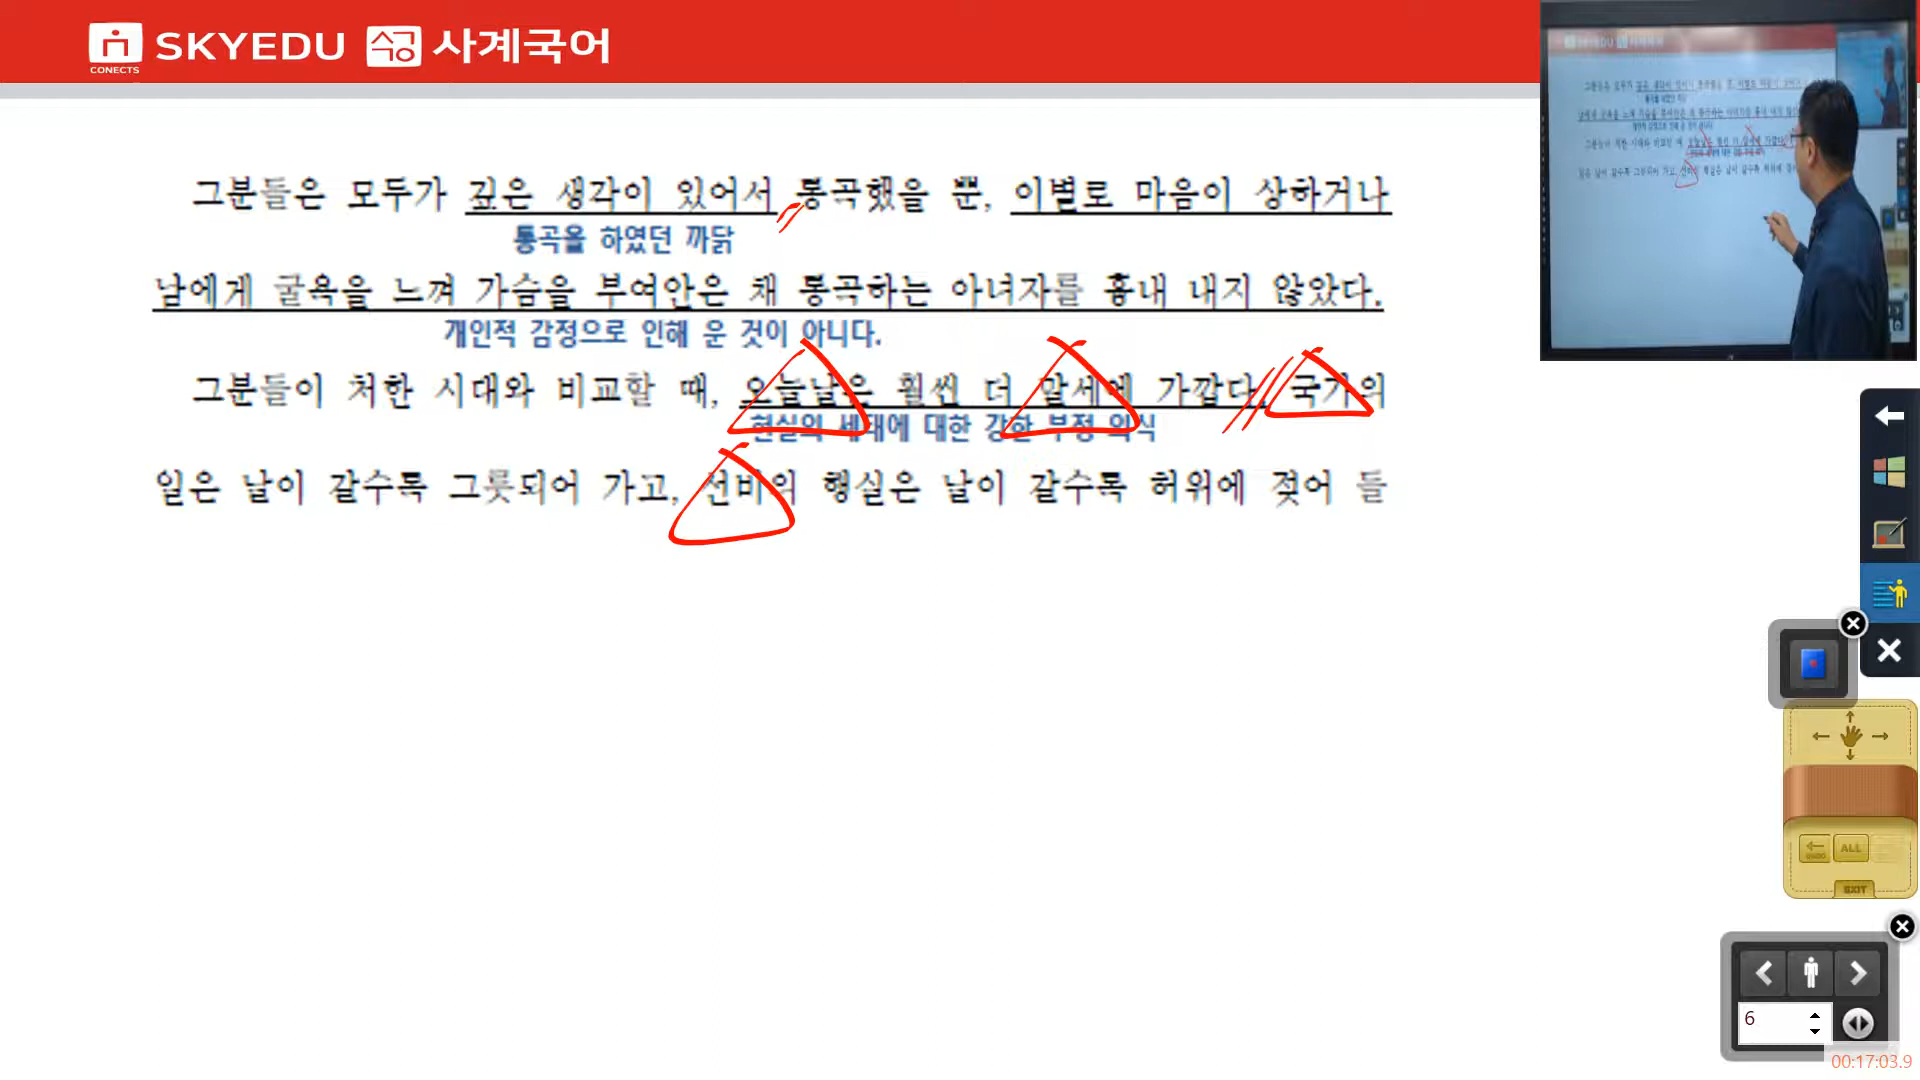 CONECTS SKYEDU 수능 사계국어
그분들은 모두가 깊은 생각이 있어서 통곡했을 뿐, 이별로 마음이 상하거나
통곡을 하였던 까닭
남에게 굴욕을 느껴 가슴을 부여안은 채 통곡하는 아녀자를 흉내 내지 않았다.
개인적 감정으로 인해 운 것이 아니다.
그분들이 처한 시대와 비교할 때, 오늘날은 훨씬 더 말세에 가깝다. 국가의
현실의 세태에 대한 강한 부정 의식
일은 날이 갈수록 그릇되어 가고, 선비의 행실은 날이 갈수록 허위에 젖어 들
UNDO ALL
EXIT
6
00:17:03.9